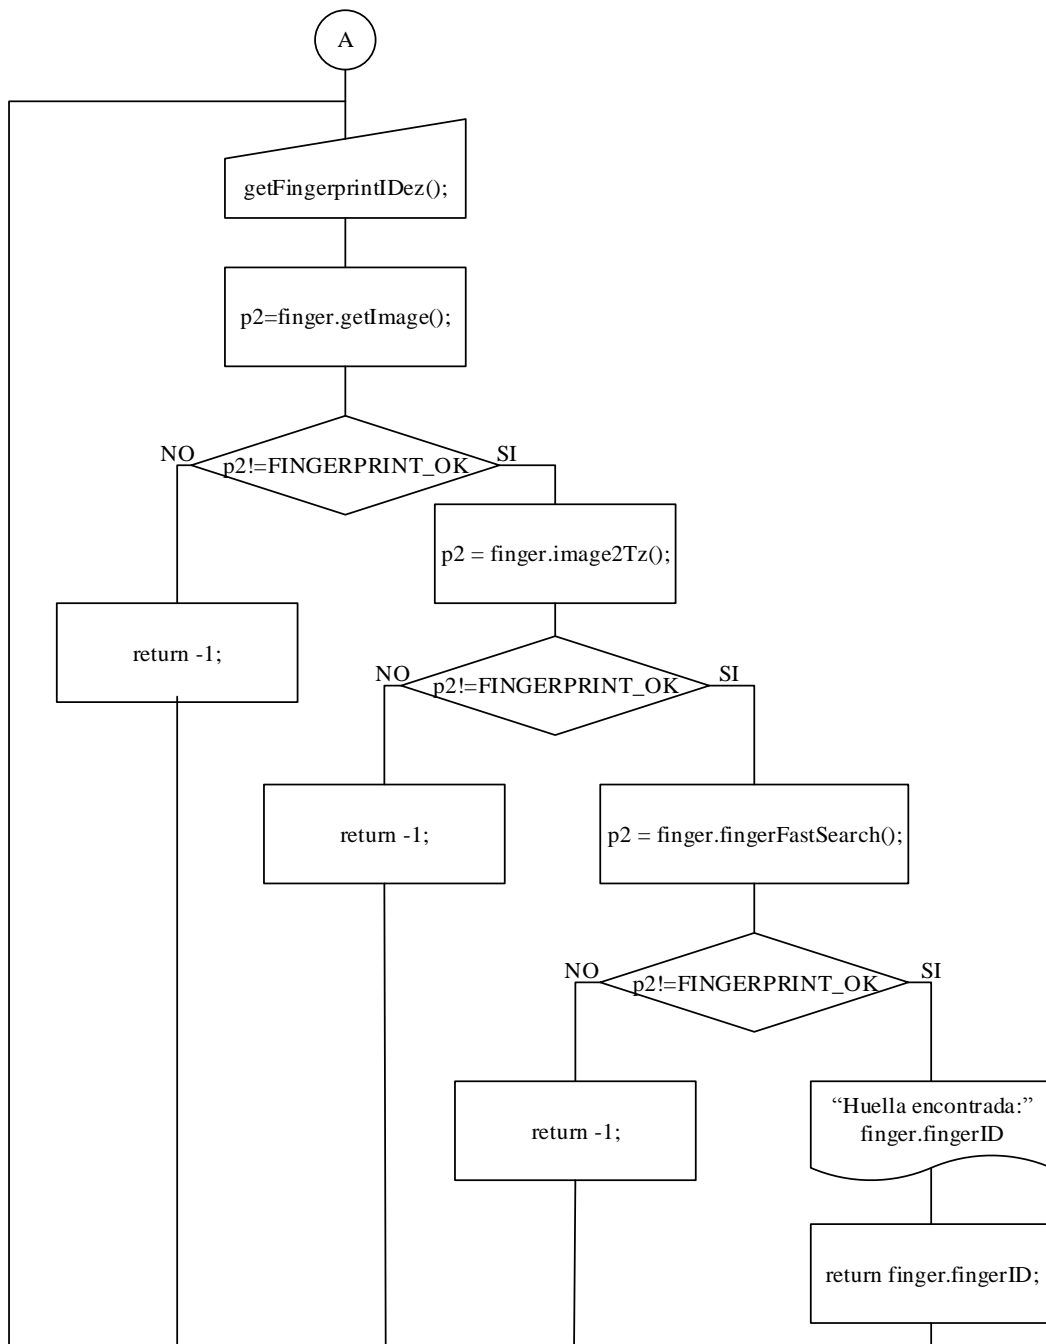 A
getFingerprintIDez();
p2=finger.getImage();
NO
p2!=FINGERPRINT_OK
SI
p2 = finger.image2Tz();
return -1;
NO
p2!=FINGERPRINT_OK
SI
return -1;
p2 = finger.fingerFastSearch();
NO
p2!=FINGERPRINT_OK
SI
return -1;
“Huella encontrada:”
finger.fingerID
return finger.fingerID;